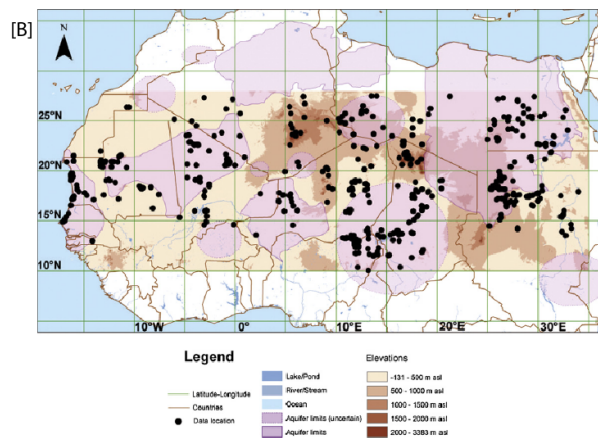 [B]
N
25°N
20°N
15°N
10°N
10°W
0°
10°E
20°E
30°E
Legend
Latitude-Longitude
Countries
Data location
Lake/Pond
River/Stream
Ocean
Aquifer limits (uncertain)
Aquifer limits
Elevations
-131 - 500 m asl
500 - 1000 m asl
1000 - 1500 m asl
1500 - 2000 m asl
2000 - 3383 m asl